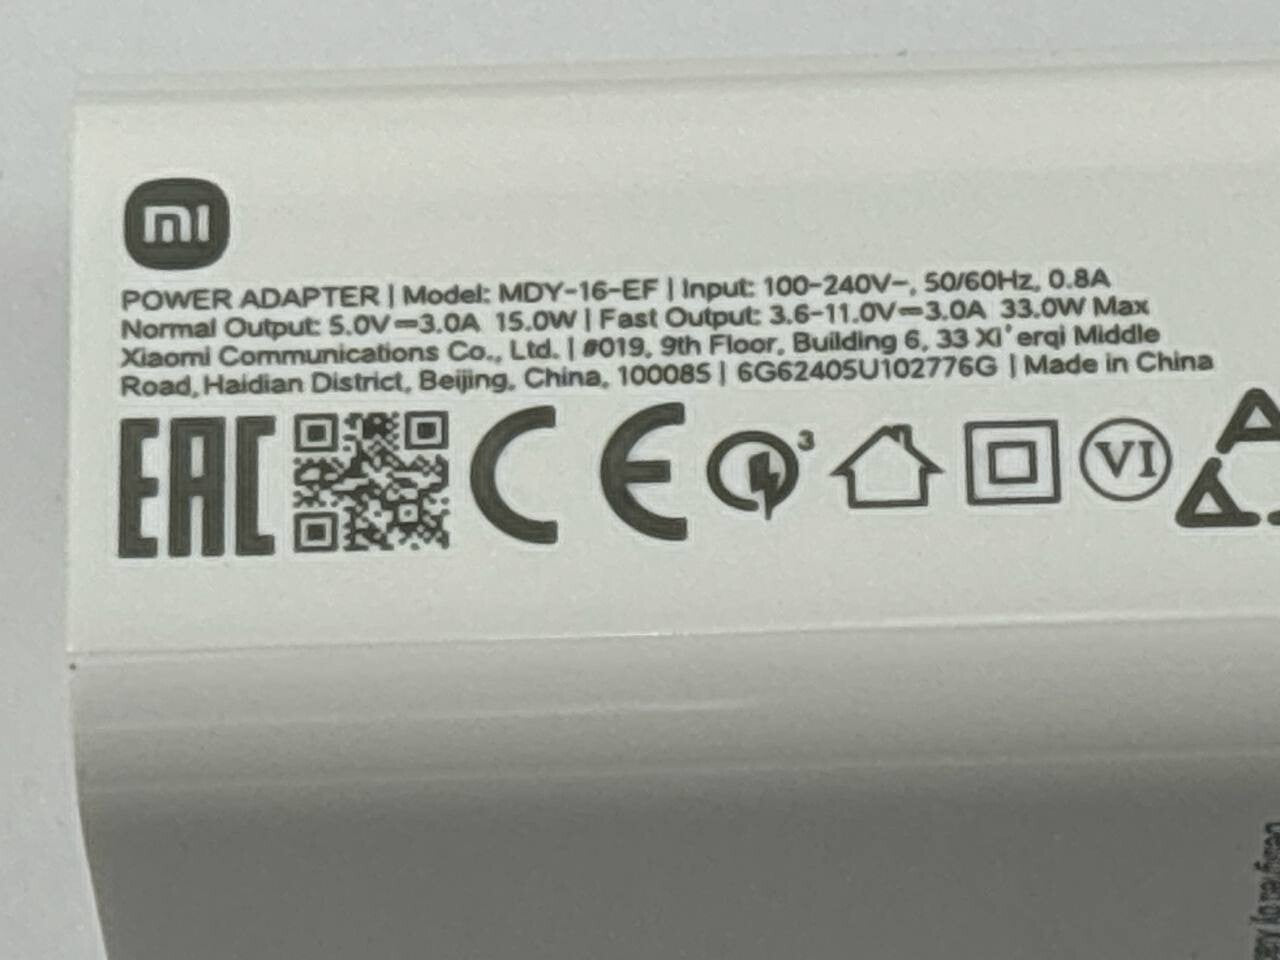 mi
POWER ADAPTER | Model: MDY-16-EF | Input: 100-240V~, 50/60Hz, 0.8A
Normal Output: 5.0V⎓3.0A 15.0W | Fast Output: 3.6-11.0V⎓3.0A 33.0W Max
Xiaomi Communications Co., Ltd. | #019, 9th Floor, Building 6, 33 Xi'erqi Middle
Road, Haidian District, Beijing, China, 100085 | 6G62405U102776G | Made in China
EAC CE 3 VI